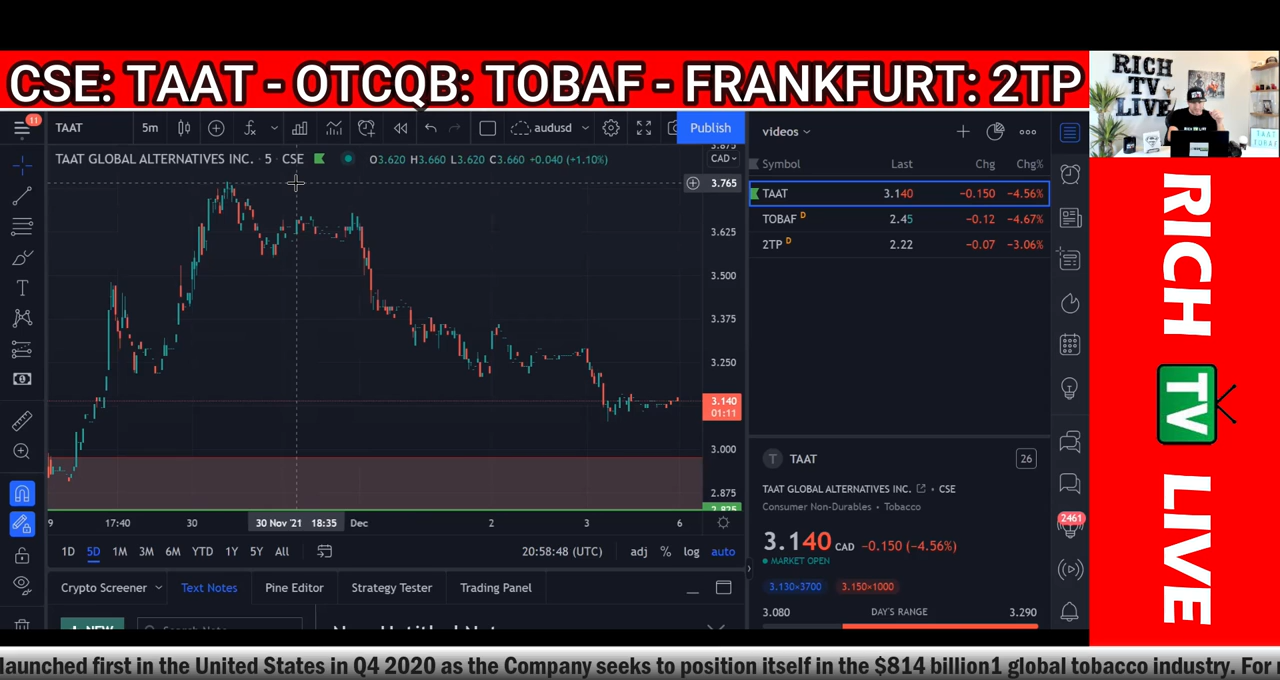 CSE: TAAT - OTCQB: TOBAF - FRANKFURT: 2TP
RICH
TV
LIVE
11
TAAT
5m
audusd
Publish
TAAT GLOBAL ALTERNATIVES INC. · 5 · CSE
O3.620 H3.660 L3.620 C3.660 +0.040 (+1.10%)
CAD
3.765
3.625
3.500
3.375
3.250
3.140
01:11
3.000
2.875
9 17:40 30 30 Nov '21 18:35 Dec 2 3 6
1D 5D 1M 3M 6M YTD 1Y 5Y All
20:58:48 (UTC)
adj % log auto
Crypto Screener Text Notes Pine Editor Strategy Tester Trading Panel
videos
Symbol Last Chg Chg%
TAAT 3.140 −0.150 −4.56%
TOBAF D 2.45 −0.12 −4.67%
2TP D 2.22 −0.07 −3.06%
T TAAT 26
TAAT GLOBAL ALTERNATIVES INC. • CSE
Consumer Non-Durables • Tobacco
3.140 CAD −0.150 (−4.56%)
MARKET OPEN
3.130×3700 3.150×1000
3.080 DAY'S RANGE 3.290
2461
RICH
TV
LIVE
launched first in the United States in Q4 2020 as the Company seeks to position itself in the $814 billion1 global tobacco industry. For